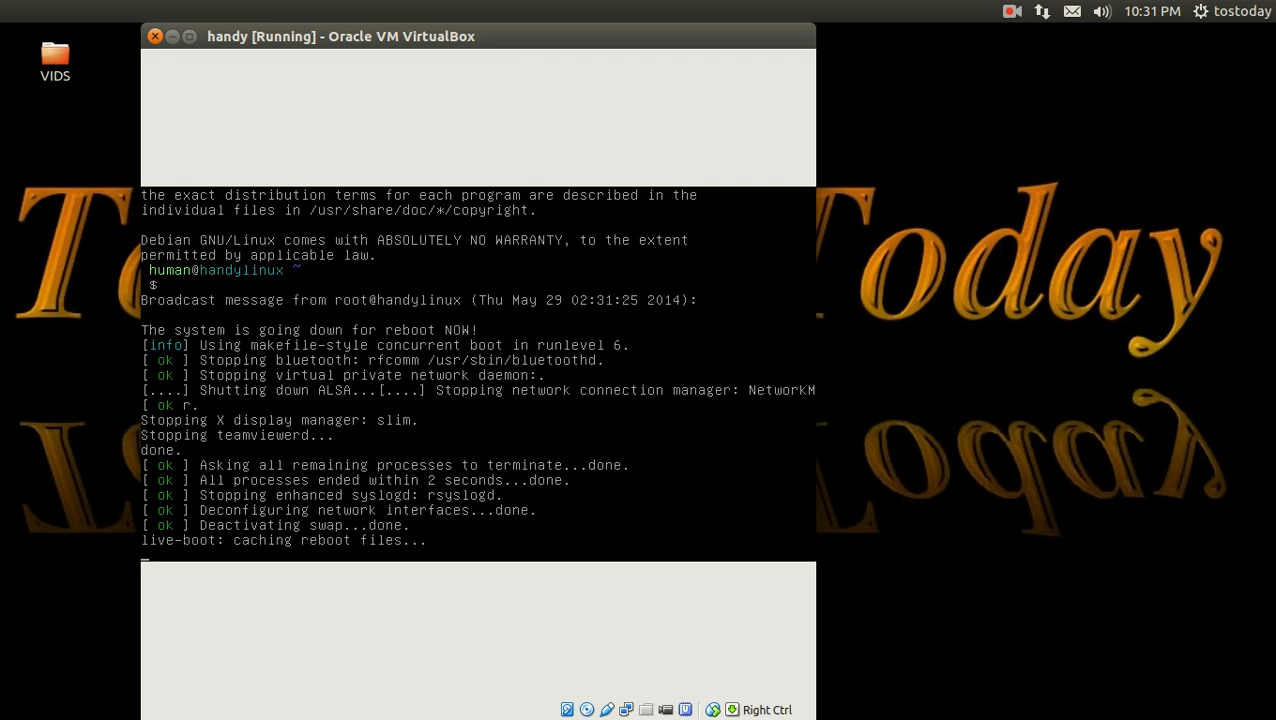 10:31 PM
tostoday
VIDS
handy [Running] - Oracle VM VirtualBox
the exact distribution terms for each program are described in the
individual files in /usr/share/doc/*/copyright.
Debian GNU/Linux comes with ABSOLUTELY NO WARRANTY, to the extent
permitted by applicable law.
human@handylinux ~
$
Broadcast message from root@handylinux (Thu May 29 02:31:25 2014):
The system is going down for reboot NOW!
[info] Using makefile-style concurrent boot in runlevel 6.
[ ok ] Stopping bluetooth: rfcomm /usr/sbin/bluetoothd.
[ ok ] Stopping virtual private network daemon:.
[....] Shutting down ALSA...[....] Stopping network connection manager: NetworkM
[ ok r.
Stopping X display manager: slim.
Stopping teamviewerd...
done.
[ ok ] Asking all remaining processes to terminate...done.
[ ok ] All processes ended within 2 seconds...done.
[ ok ] Stopping enhanced syslogd: rsyslogd.
[ ok ] Deconfiguring network interfaces...done.
[ ok ] Deactivating swap...done.
live-boot: caching reboot files...
_
Today
Right Ctrl